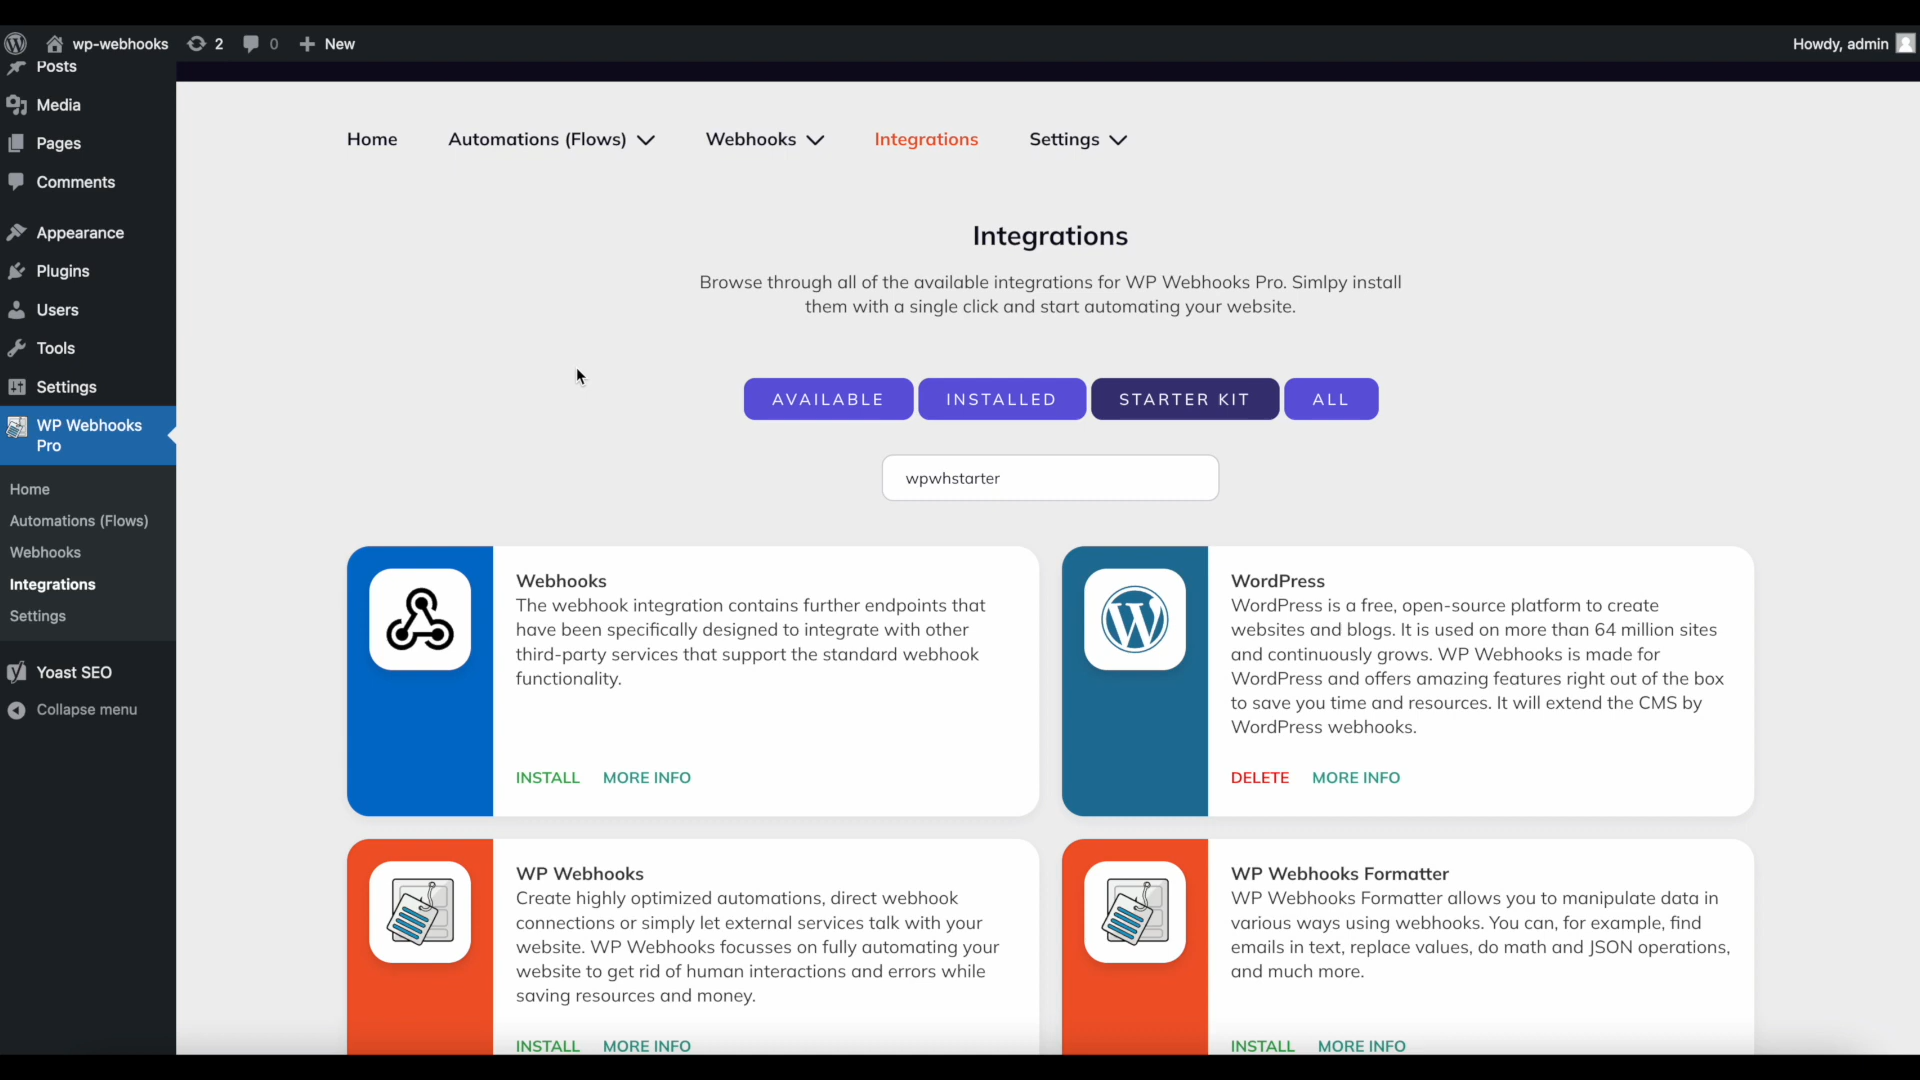 wp-webhooks 2 0 New Howdy, admin
Posts
Media
Pages
Comments
Appearance
Plugins
Users
Tools
Settings
WP Webhooks
Pro
Home
Automations (Flows)
Webhooks
Integrations
Settings
Yoast SEO
Collapse menu
Home Automations (Flows) Webhooks Integrations Settings
Integrations
Browse through all of the available integrations for WP Webhooks Pro. Simlpy install
them with a single click and start automating your website.
AVAILABLE INSTALLED STARTER KIT ALL
wpwhstarter
Webhooks
The webhook integration contains further endpoints that
have been specifically designed to integrate with other
third-party services that support the standard webhook
functionality.
INSTALL MORE INFO
WordPress
WordPress is a free, open-source platform to create
websites and blogs. It is used on more than 64 million sites
and continuously grows. WP Webhooks is made for
WordPress and offers amazing features right out of the box
to save you time and resources. It will extend the CMS by
WordPress webhooks.
DELETE MORE INFO
WP Webhooks
Create highly optimized automations, direct webhook
connections or simply let external services talk with your
website. WP Webhooks focusses on fully automating your
website to get rid of human interactions and errors while
saving resources and money.
INSTALL MORE INFO
WP Webhooks Formatter
WP Webhooks Formatter allows you to manipulate data in
various ways using webhooks. You can, for example, find
emails in text, replace values, do math and JSON operations,
and much more.
INSTALL MORE INFO